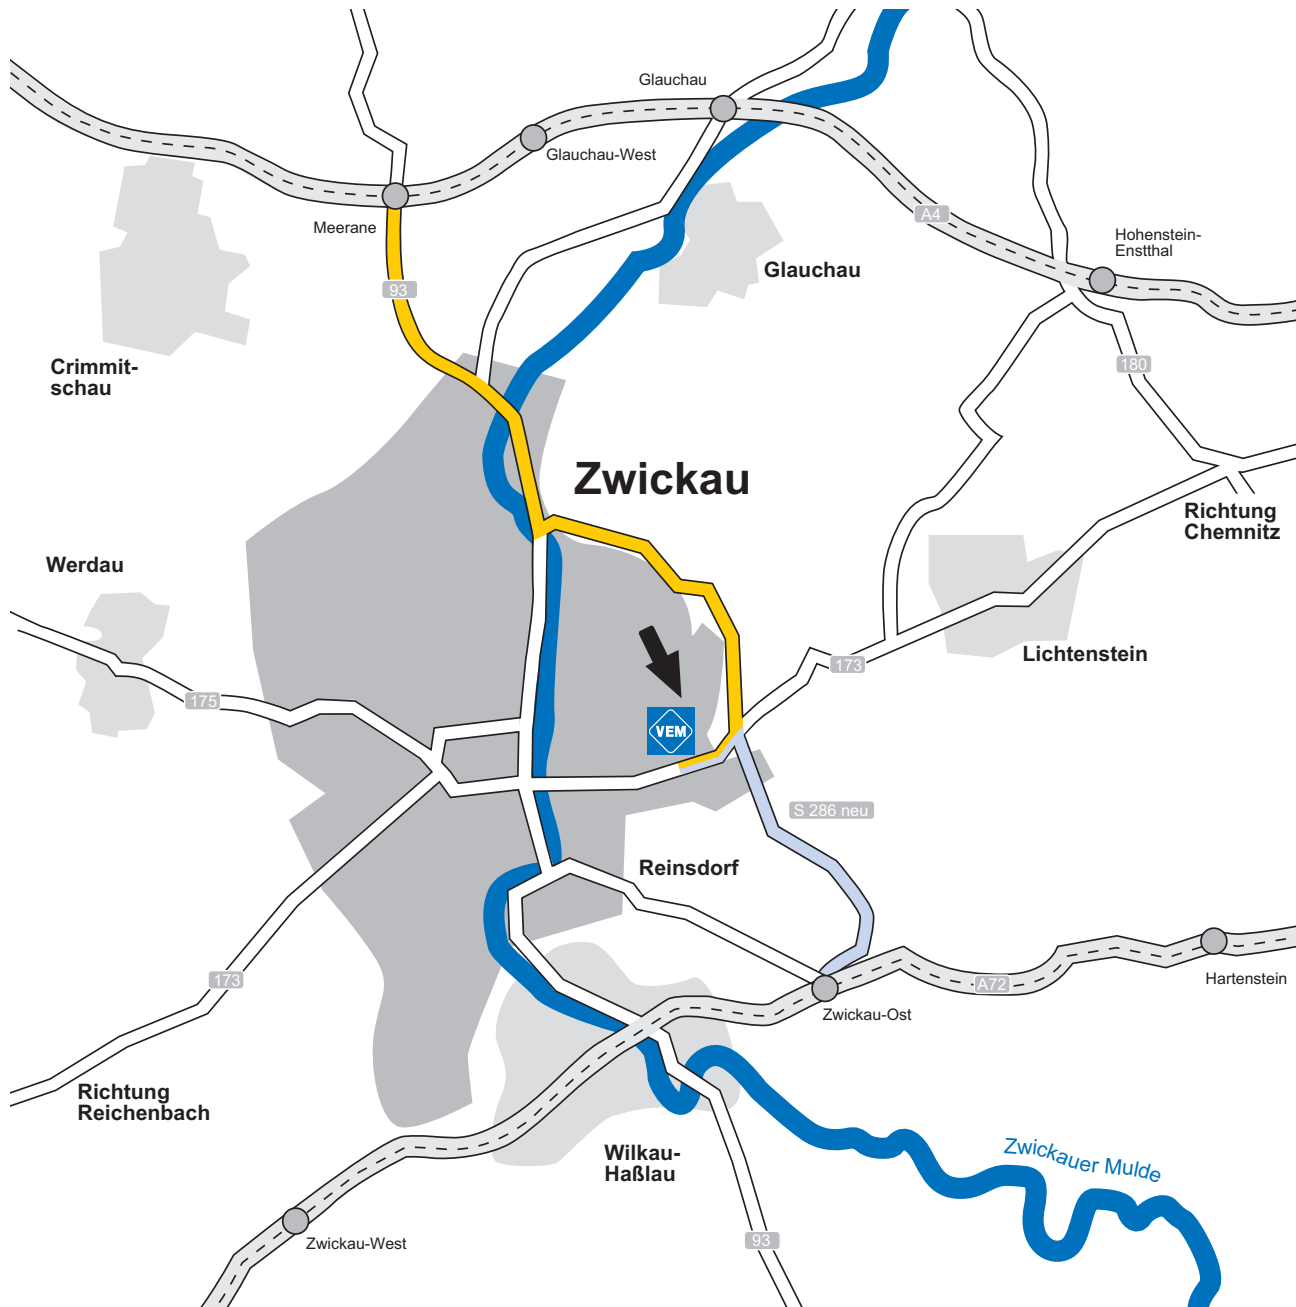 Glauchau
Glauchau-West
Meerane
A4
Hohenstein-
Enstthal
Glauchau
93
Crimmit-
schau
180
Zwickau
Richtung
Chemnitz
Werdau
Lichtenstein
173
175
VEM
S 286 neu
Reinsdorf
173
A72
Hartenstein
Zwickau-Ost
Richtung
Reichenbach
Wilkau-
Haßlau
Zwickauer Mulde
Zwickau-West
93